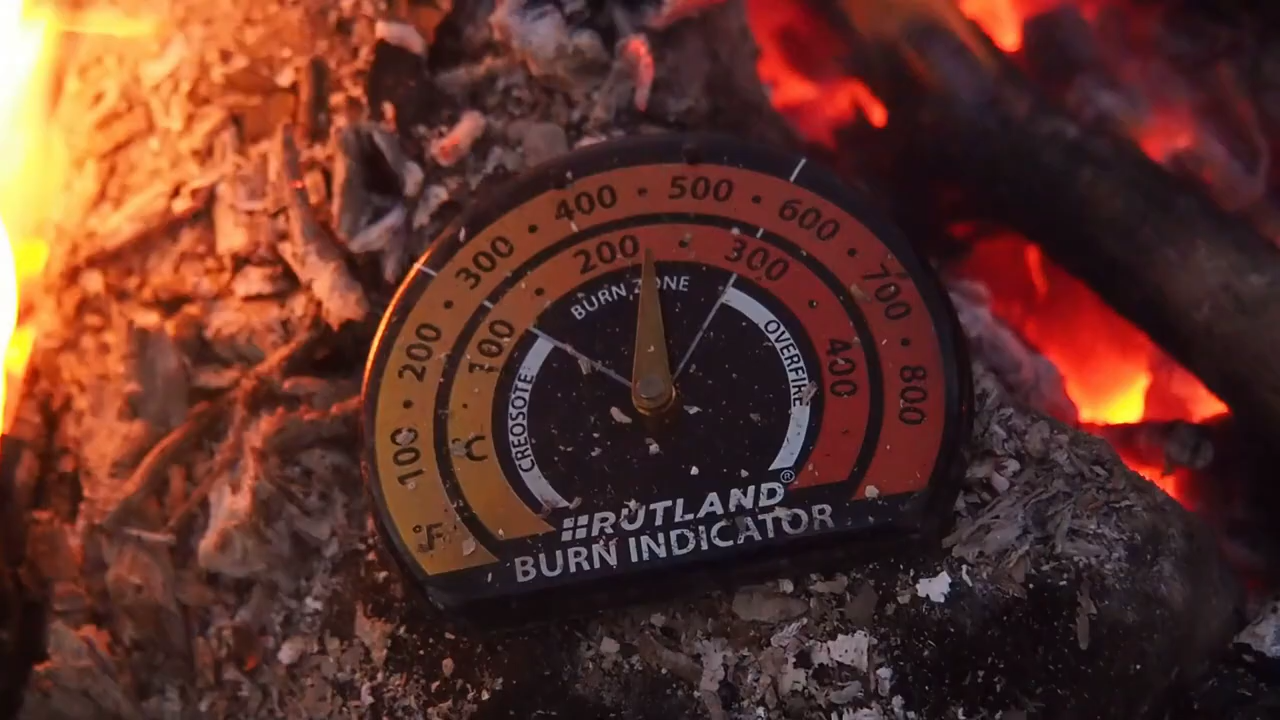 100 • 200 • 300 • 400 • 500 • 600 • 700 • 800
°F
100 • 200 • 300 • 400
°C
BURN ZONE
CREOSOTE
OVERFIRE
RUTLAND®
BURN INDICATOR